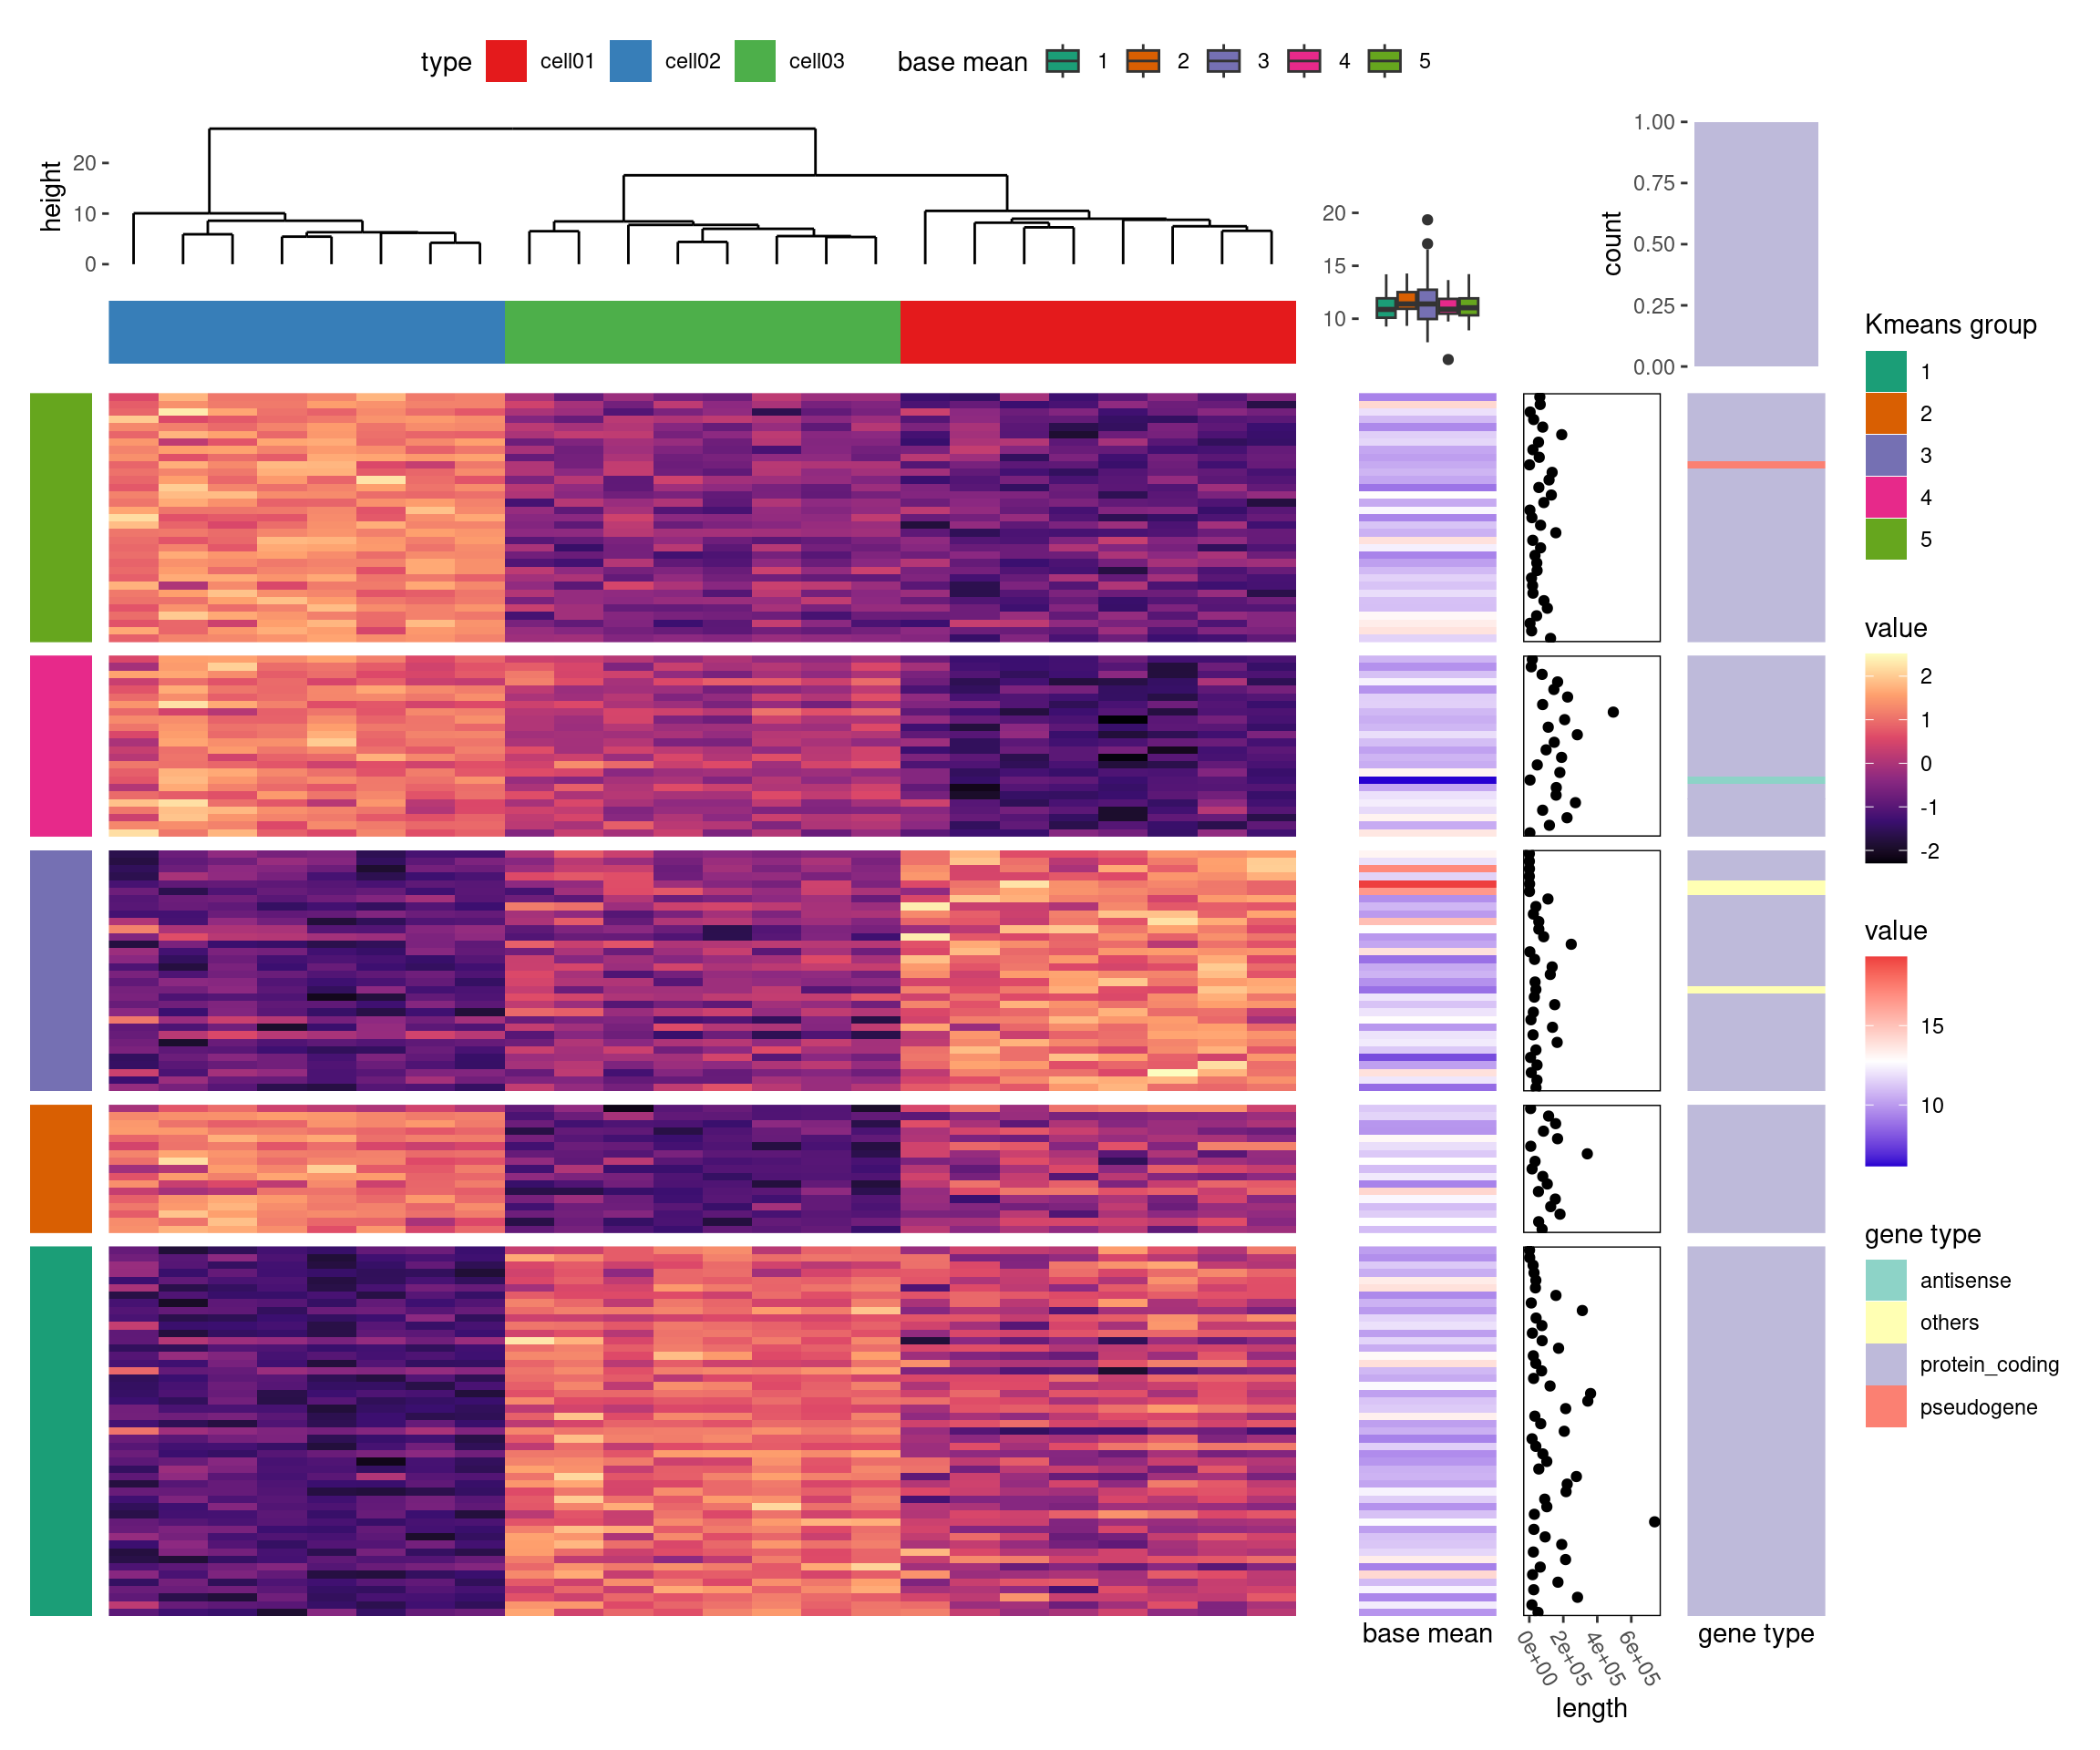 type cell01 cell02 cell03 base mean 1 2 3 4 5
height
20
10
0
20
15
10
count
1.00
0.75
0.50
0.25
0.00
Kmeans group
1
2
3
4
5
value
2
1
0
-1
-2
value
15
10
gene type
antisense
others
protein_coding
pseudogene
base mean
0e+00 2e+05 4e+05 6e+05
length
gene type